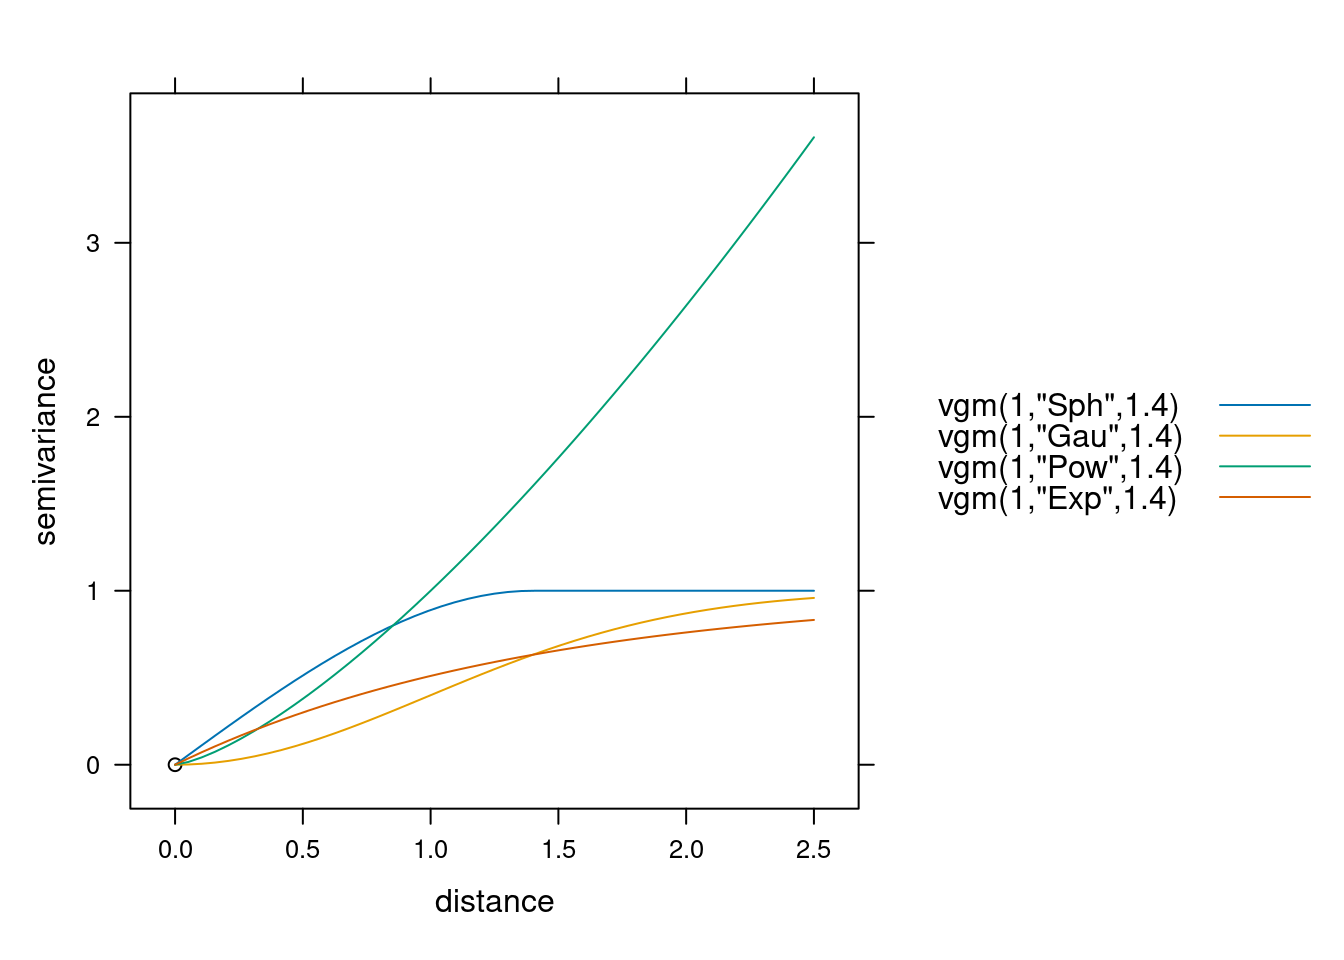 3
2
1
0
semivariance
0.0 0.5 1.0 1.5 2.0 2.5
distance
vgm(1,"Sph",1.4)
vgm(1,"Gau",1.4)
vgm(1,"Pow",1.4)
vgm(1,"Exp",1.4)